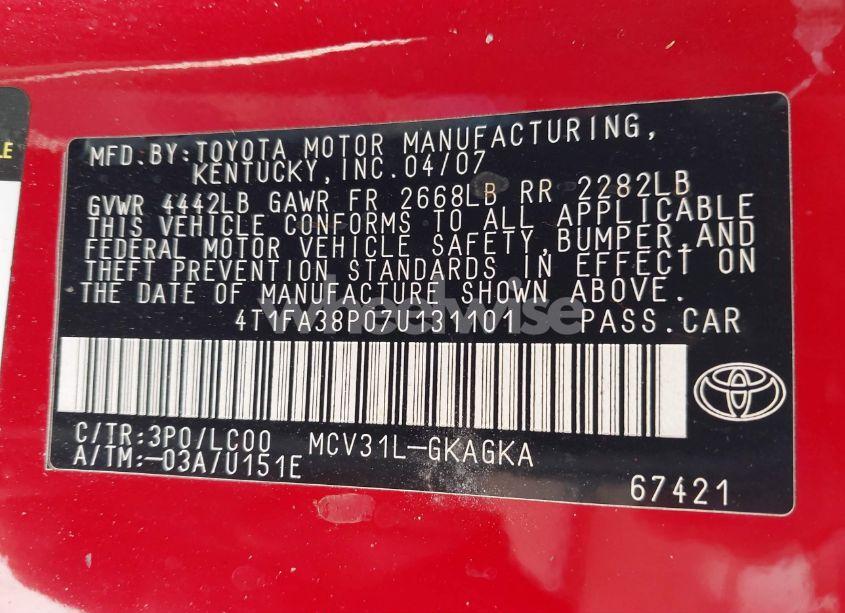 LE
MFD.BY:TOYOTA MOTOR MANUFACTURING,
KENTUCKY,INC.04/07
GVWR 4442LB GAWR FR 2668LB RR 2282LB
THIS VEHICLE CONFORMS TO ALL APPLICABLE
FEDERAL MOTOR VEHICLE SAFETY,BUMPER,AND
THEFT PREVENTION STANDARDS IN EFFECT ON
THE DATE OF MANUFACTURE SHOWN ABOVE.
wheelwise
PASS.CAR
C/TR:3P0/LC00 MCV31L-GKAGKA
A/TM:-03A/U151E
67421